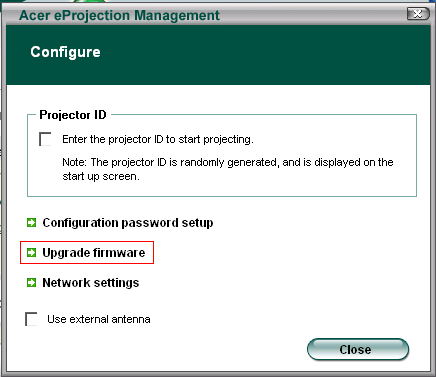 Acer eProjection Management
Configure
Projector ID
Enter the projector ID to start projecting.
Note: The projector ID is randomly generated, and is displayed on the
start up screen.
Configuration password setup
Upgrade firmware
Network settings
Use external antenna
Close